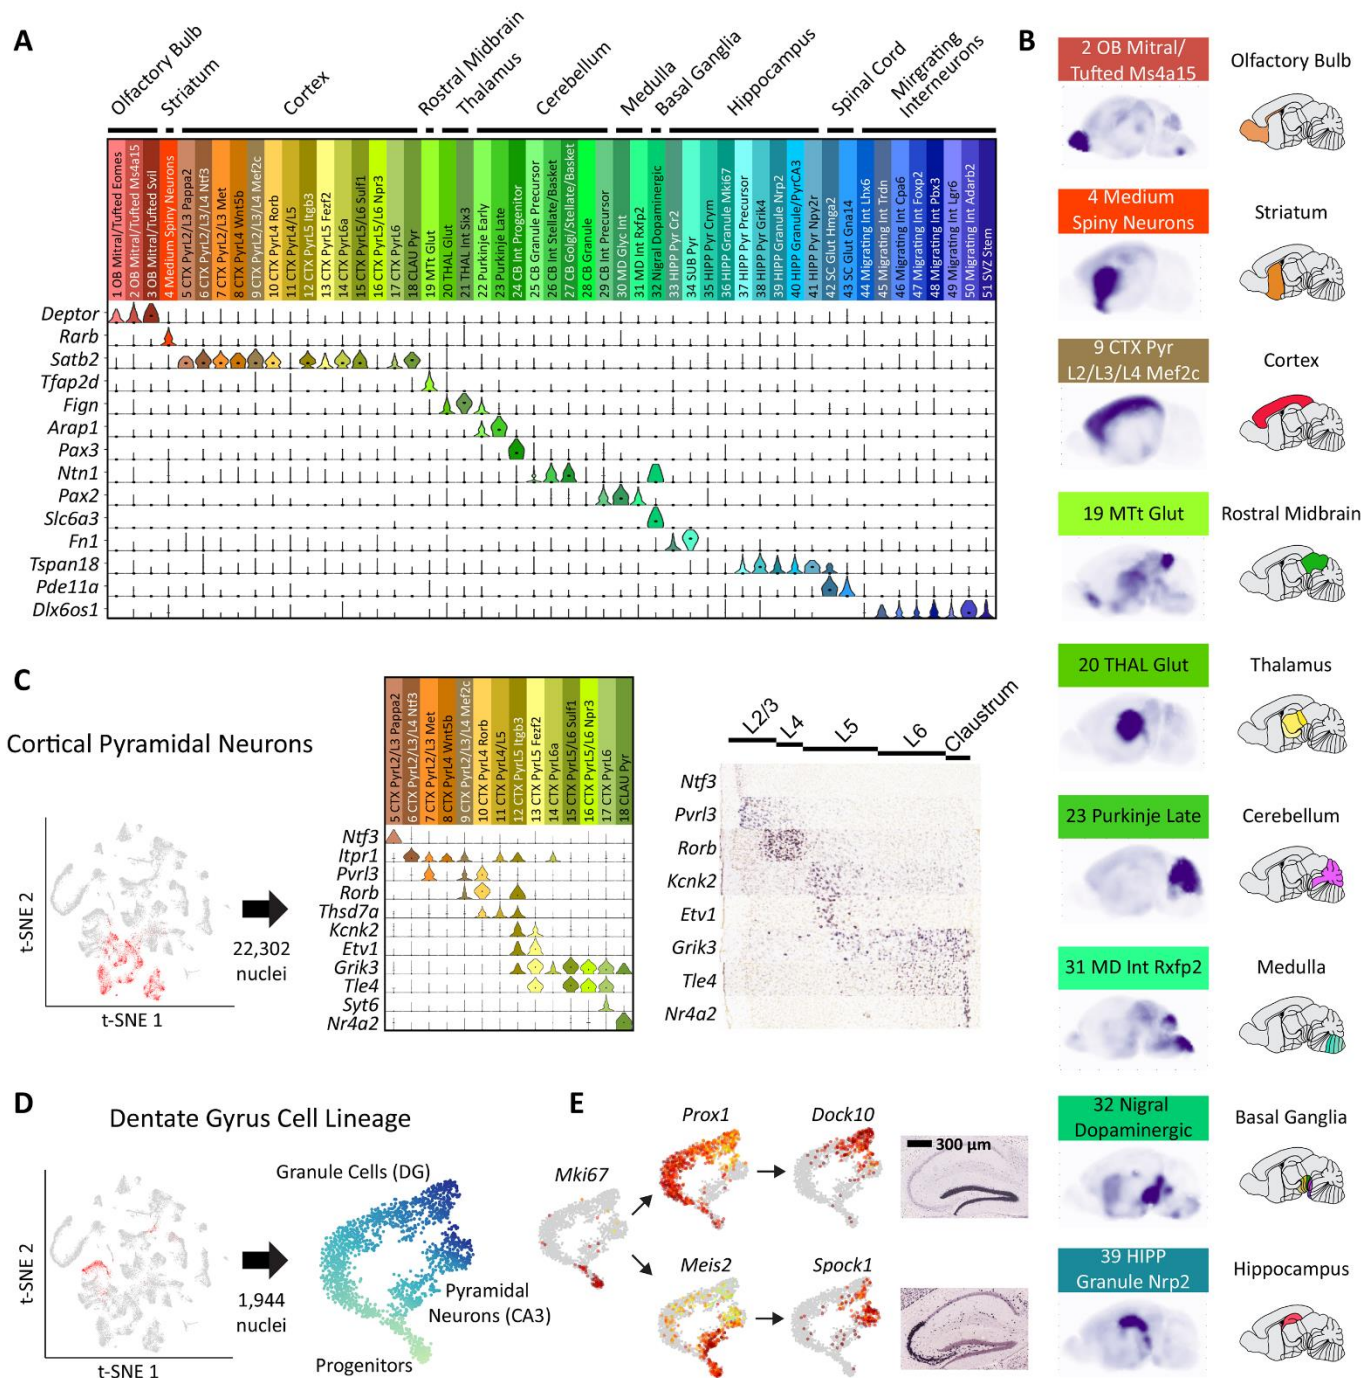 A
Olfactory Bulb
Striatum
Cortex
Rostral Midbrain
Thalamus
Cerebellum
Medulla
Basal Ganglia
Hippocampus
Spinal Cord
Mirgrating
Interneurons
1 OB Mitral/Tufted Eomes
2 OB Mitral/Tufted Ms4a15
3 OB Mitral/Tufted Svil
4 Medium Spiny Neurons
5 CTX PyrL2/L3 Pappa2
6 CTX PyrL2/L3/L4 Ntf3
7 CTX PyrL2/L3 Met
8 CTX PyrL4 Wnt5b
9 CTX PyrL2/L3/L4 Mef2c
10 CTX PyrL4 Rorb
11 CTX PyrL4/L5
12 CTX PyrL5 Itgb3
13 CTX PyrL5 Fezf2
14 CTX PyrL6a
15 CTX PyrL5/L6 Sulf1
16 CTX PyrL5/L6 Npr3
17 CTX PyrL6
18 CLAU Pyr
19 MTt Glut
20 THAL Glut
21 THAL Int Six3
22 Purkinje Early
23 Purkinje Late
24 CB Int Progenitor
25 CB Granule Precursor
26 CB Int Stellate/Basket
27 CB Golgi/Stellate/Basket
28 CB Granule
29 CB Int Precursor
30 MD Glyc Int
31 MD Int Rxfp2
32 Nigral Dopaminergic
33 HIPP Pyr Cr2
34 SUB Pyr
35 HIPP Pyr Crym
36 HIPP Granule Mki67
37 HIPP Pyr Precursor
38 HIPP Pyr Grik4
39 HIPP Granule Nrp2
40 HIPP Granule/PyrCA3
41 HIPP Pyr Npy2r
42 SC Glut Hmga2
43 SC Glut Gna14
44 Migrating Int Lhx6
45 Migrating Int Trdn
46 Migrating Int Cpa6
47 Migrating Int Foxp2
48 Migrating Int Pbx3
49 Migrating Int Lgr6
50 Migrating Int Adarb2
51 SVZ Stem
Deptor
Rarb
Satb2
Tfap2d
Fign
Arap1
Pax3
Ntn1
Pax2
Slc6a3
Fn1
Tspan18
Pde11a
Dlx6os1
B
2 OB Mitral/
Tufted Ms4a15
Olfactory Bulb
4 Medium
Spiny Neurons
Striatum
9 CTX Pyr
L2/L3/L4 Mef2c
Cortex
19 MTt Glut
Rostral Midbrain
20 THAL Glut
Thalamus
23 Purkinje Late
Cerebellum
31 MD Int Rxfp2
Medulla
32 Nigral
Dopaminergic
Basal Ganglia
39 HIPP
Granule Nrp2
Hippocampus
C
Cortical Pyramidal Neurons
t-SNE 2
t-SNE 1
22,302
nuclei
5 CTX PyrL2/L3 Pappa2
6 CTX PyrL2/L3/L4 Ntf3
7 CTX PyrL2/L3 Met
8 CTX PyrL4 Wnt5b
9 CTX PyrL2/L3/L4 Mef2c
10 CTX PyrL4 Rorb
11 CTX PyrL4/L5
12 CTX PyrL5 Itgb3
13 CTX PyrL5 Fezf2
14 CTX PyrL6a
15 CTX PyrL5/L6 Sulf1
16 CTX PyrL5/L6 Npr3
17 CTX PyrL6
18 CLAU Pyr
Ntf3
Itpr1
Pvrl3
Rorb
Thsd7a
Kcnk2
Etv1
Grik3
Tle4
Syt6
Nr4a2
L2/3
L4
L5
L6
Claustrum
Ntf3
Pvrl3
Rorb
Kcnk2
Etv1
Grik3
Tle4
Nr4a2
D
Dentate Gyrus Cell Lineage
t-SNE 2
t-SNE 1
1,944
nuclei
Granule Cells (DG)
Pyramidal
Neurons (CA3)
Progenitors
E
Mki67
Prox1
Dock10
300 µm
Meis2
Spock1